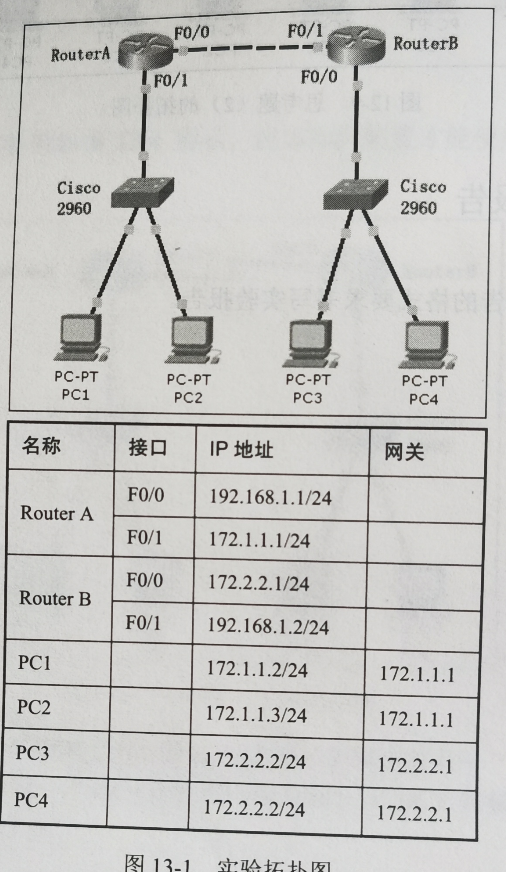 F0/0
F0/1
RouterA
RouterB
F0/1
F0/0
Cisco
2960
Cisco
2960
PC-PT
PC1
PC-PT
PC2
PC-PT
PC3
PC-PT
PC4
名称 接口 IP 地址 网关
Router A F0/0 192.168.1.1/24
F0/1 172.1.1.1/24
Router B F0/0 172.2.2.1/24
F0/1 192.168.1.2/24
PC1 172.1.1.2/24 172.1.1.1
PC2 172.1.1.3/24 172.1.1.1
PC3 172.2.2.2/24 172.2.2.1
PC4 172.2.2.2/24 172.2.2.1
图 13-1 实验拓扑图